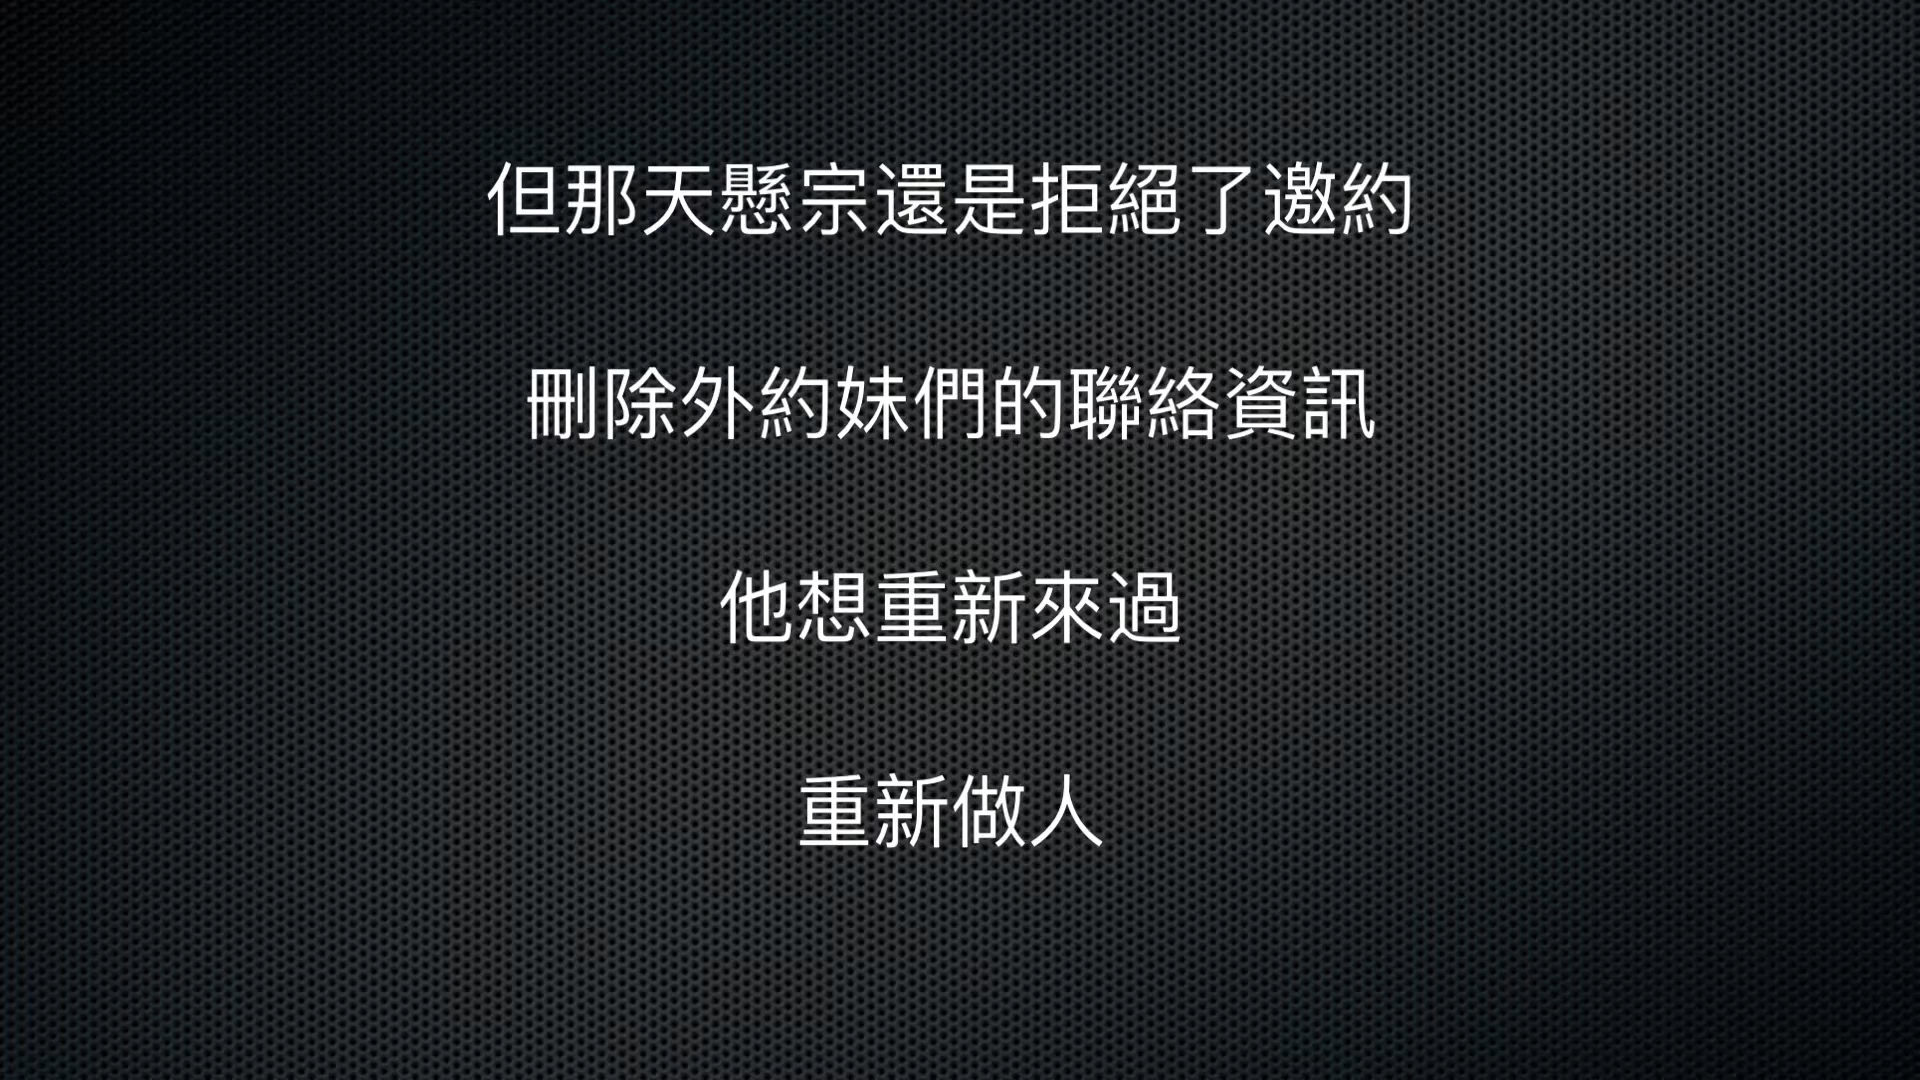 但那天懸宗還是拒絕了邀約
刪除外約妹們的聯絡資訊
他想重新來過
重新做人